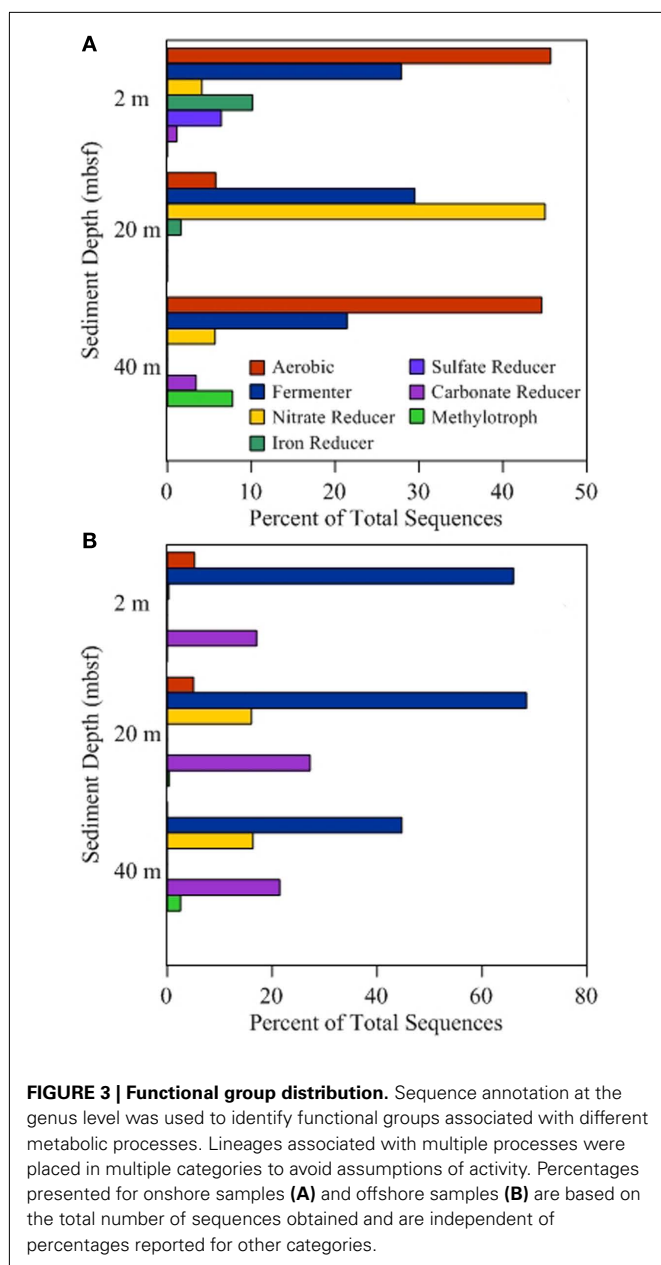 A
Sediment Depth (mbsf)
2 m
20 m
40 m
Aerobic
Fermenter
Nitrate Reducer
Iron Reducer
Sulfate Reducer
Carbonate Reducer
Methylotroph
0 10 20 30 40 50
Percent of Total Sequences
B
Sediment Depth (mbsf)
2 m
20 m
40 m
0 20 40 60 80
Percent of Total Sequences
FIGURE 3 | Functional group distribution. Sequence annotation at the
genus level was used to identify functional groups associated with different
metabolic processes. Lineages associated with multiple processes were
placed in multiple categories to avoid assumptions of activity. Percentages
presented for onshore samples (A) and offshore samples (B) are based on
the total number of sequences obtained and are independent of
percentages reported for other categories.